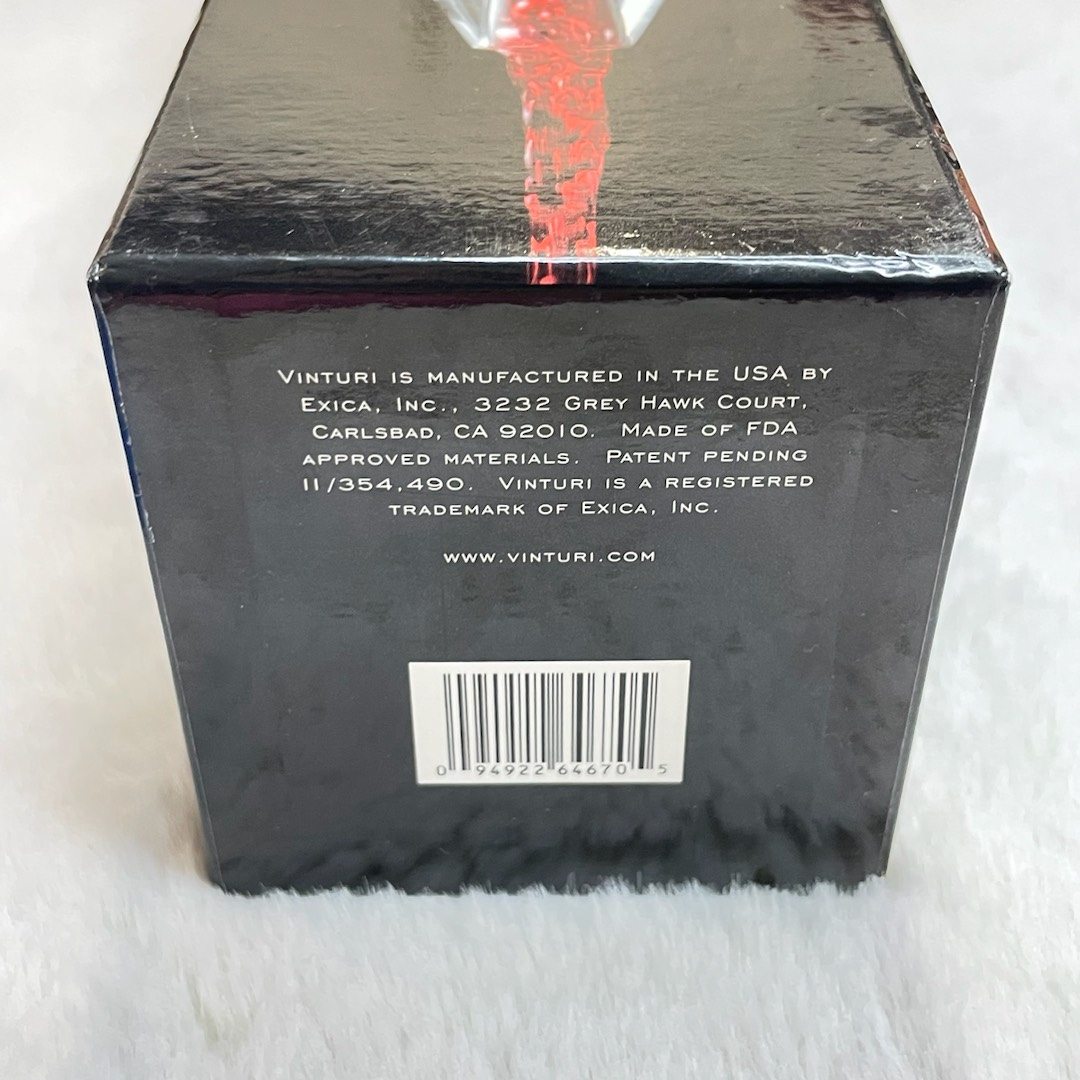 VINTURI IS MANUFACTURED IN THE USA BY
EXICA, INC., 3232 GREY HAWK COURT,
CARLSBAD, CA 92010. MADE OF FDA
APPROVED MATERIALS. PATENT PENDING
11/354,490. VINTURI IS A REGISTERED
TRADEMARK OF EXICA, INC.
WWW.VINTURI.COM
0 94922 64670 5